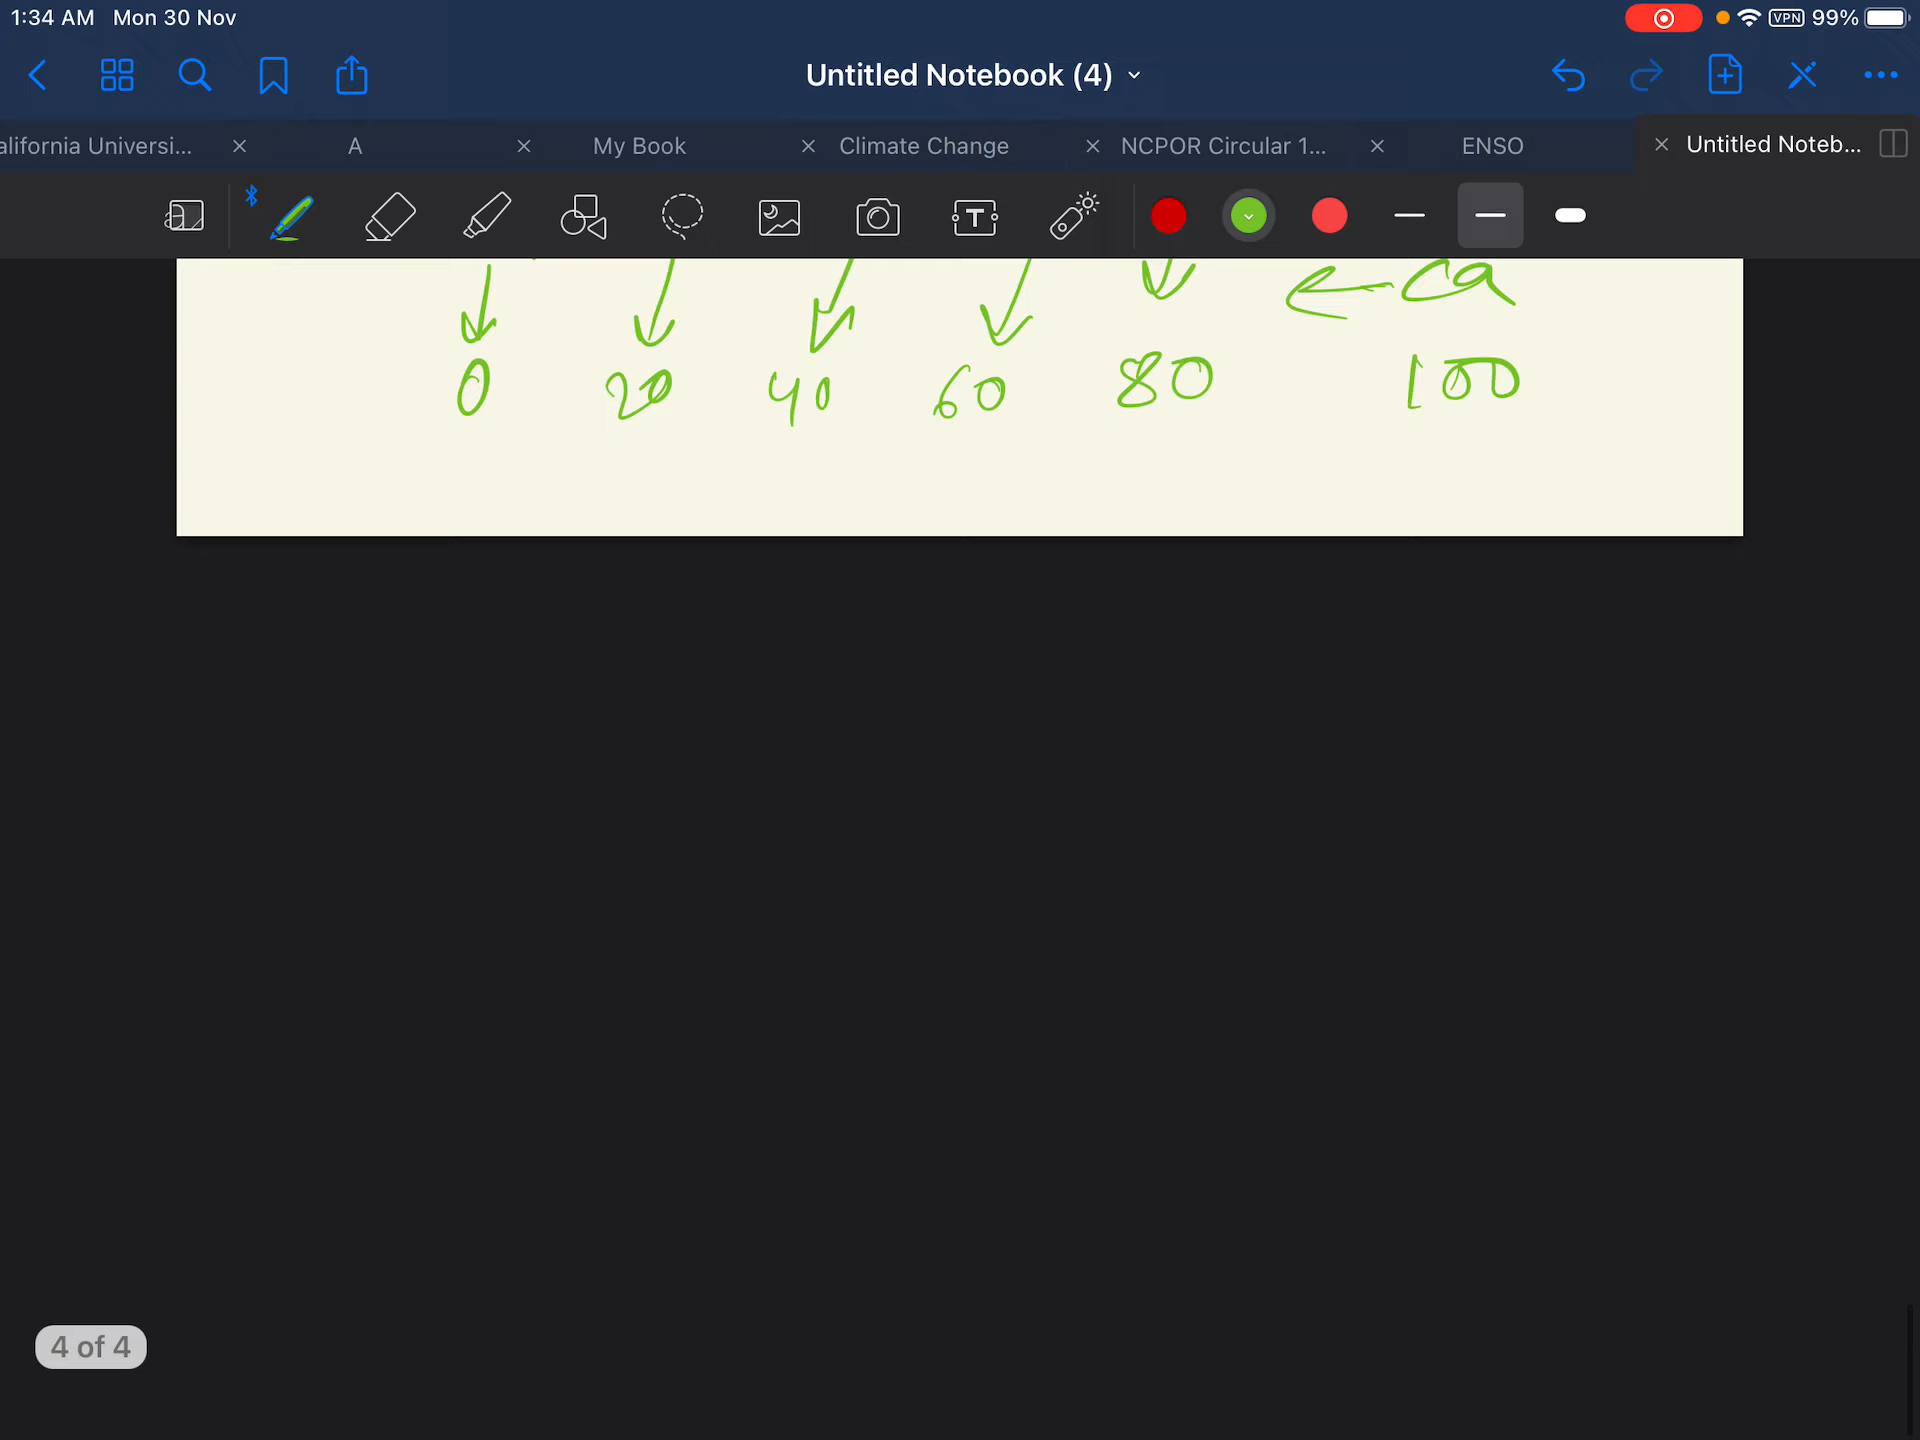 1:34 AM Mon 30 Nov
VPN 99%
Untitled Notebook (4)
alifornia Universi... A My Book Climate Change NCPOR Circular 1... ENSO Untitled Noteb...
a T
← ca
0 20 40 60 80 100
4 of 4